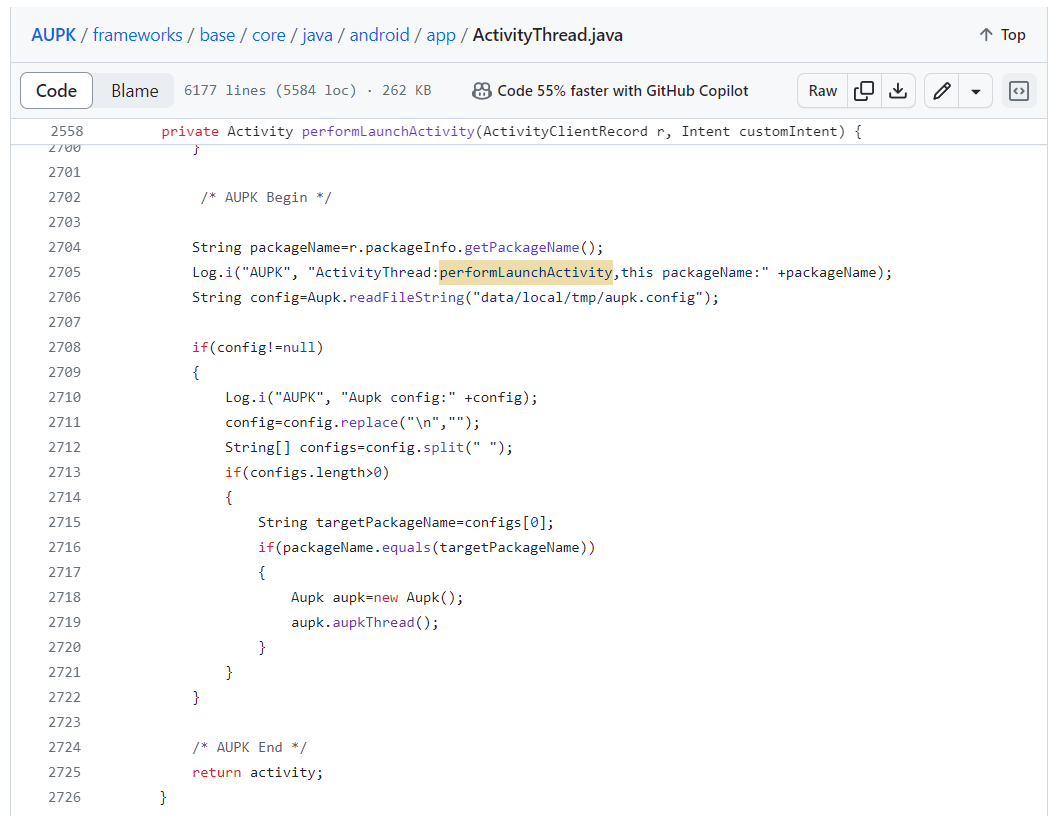 AUPK / frameworks / base / core / java / android / app / ActivityThread.java Top
Code Blame 6177 lines (5584 loc) · 262 KB Code 55% faster with GitHub Copilot Raw
2558 private Activity performLaunchActivity(ActivityClientRecord r, Intent customIntent) {
2700 }
2701
2702 /* AUPK Begin */
2703
2704 String packageName=r.packageInfo.getPackageName();
2705 Log.i("AUPK", "ActivityThread:performLaunchActivity,this packageName:" +packageName);
2706 String config=Aupk.readFileString("data/local/tmp/aupk.config");
2707
2708 if(config!=null)
2709 {
2710 Log.i("AUPK", "Aupk config:" +config);
2711 config=config.replace("\n","");
2712 String[] configs=config.split(" ");
2713 if(configs.length>0)
2714 {
2715 String targetPackageName=configs[0];
2716 if(packageName.equals(targetPackageName))
2717 {
2718 Aupk aupk=new Aupk();
2719 aupk.aupkThread();
2720 }
2721 }
2722 }
2723
2724 /* AUPK End */
2725 return activity;
2726 }